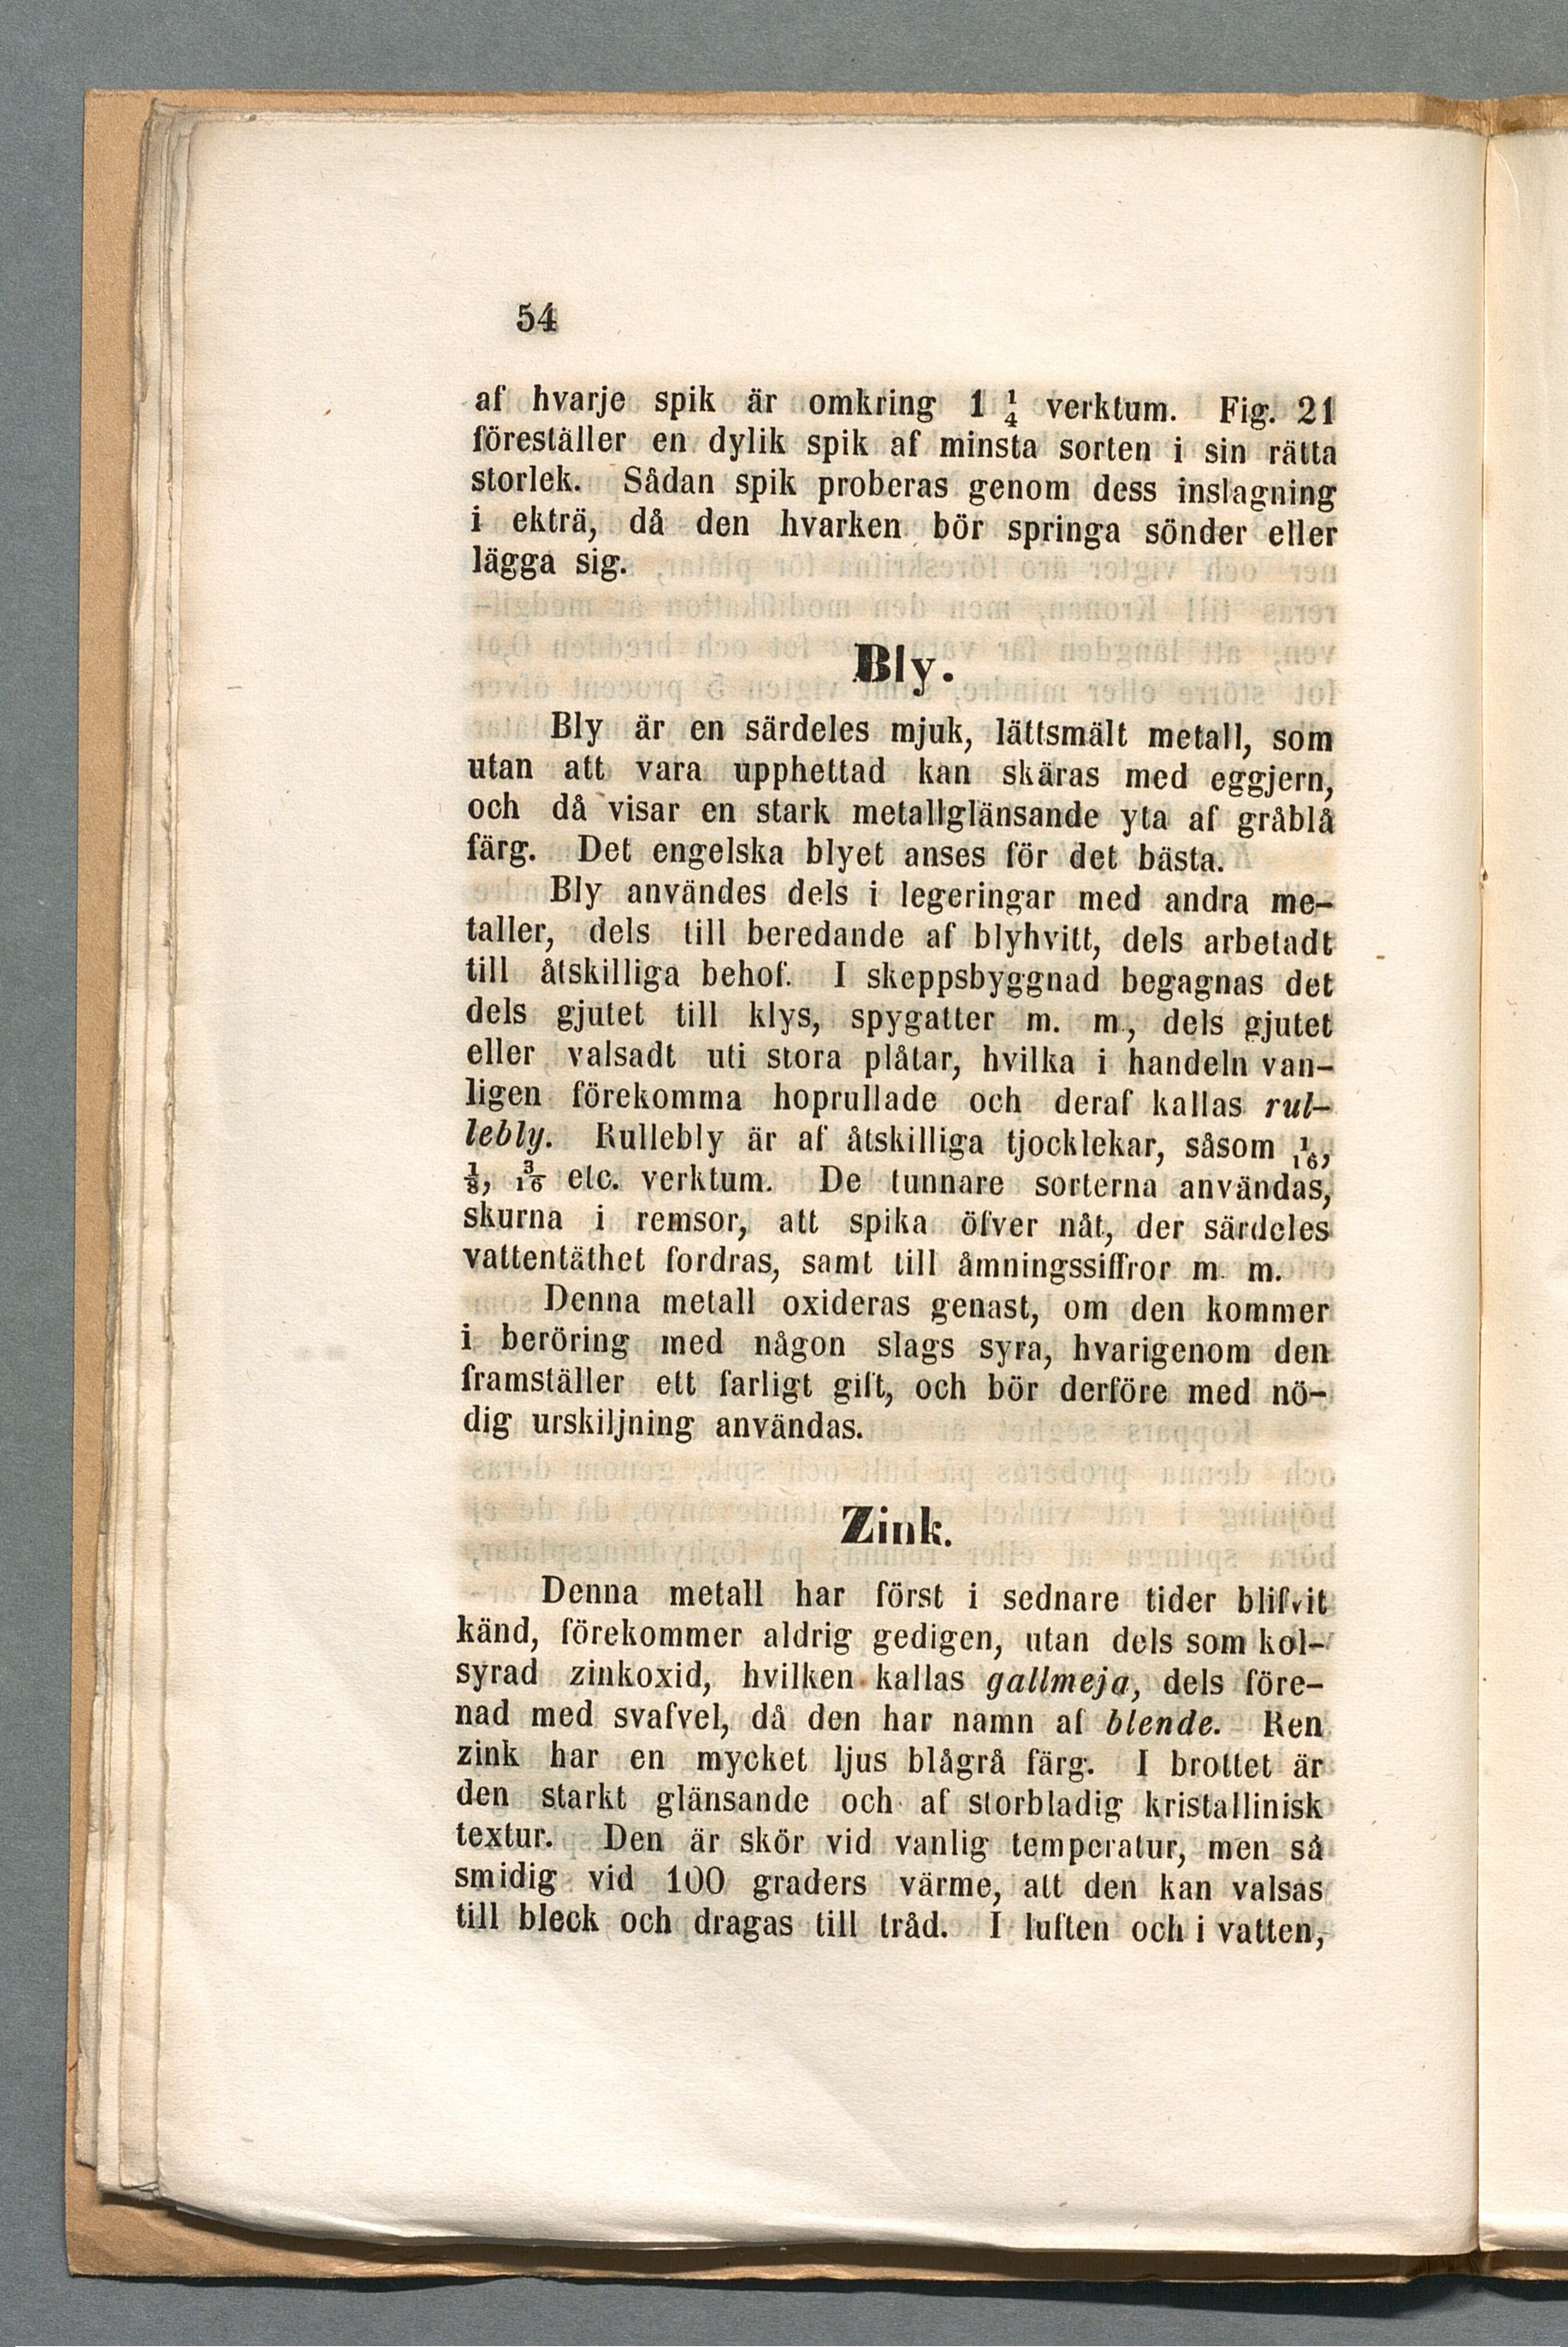 54
af hvarje spik är omkring 1 1/4 verktum. Fig. 21
föreställer en dylik spik af minsta sorten i sin rätta
storlek. Sådan spik proberas genom dess inslagning
i ekträ, då den hvarken bör springa sönder eller
lägga sig.
Bly.
Bly är en särdeles mjuk, lättsmält metall, som
utan att vara upphettad kan skäras med eggjern,
och då visar en stark metallglänsande yta af gråblå
färg. Det engelska blyet anses för det bästa.
Bly användes dels i legeringar med andra me-
taller, dels till beredande af blyhvitt, dels arbetadt
till åtskilliga behof. I skeppsbyggnad begagnas det
dels gjutet till klys, spygatter m. m., dels gjutet
eller valsadt uti stora plåtar, hvilka i handeln van-
ligen förekomma hoprullade och deraf kallas rul-
lebly. Rullebly är af åtskilliga tjocklekar, såsom 1/16,
1/8, 3/16 etc. verktum. De tunnare sorterna användas,
skurna i remsor, att spika öfver nåt, der särdeles
vattentäthet fordras, samt till åmningssiffror m. m.
Denna metall oxideras genast, om den kommer
i beröring med någon slags syra, hvarigenom den
framställer ett farligt gift, och bör derföre med nö-
dig urskiljning användas.
Zink.
Denna metall har först i sednare tider blifvit
känd, förekommer aldrig gedigen, utan dels som kol-
syrad zinkoxid, hvilken kallas gallmeja, dels före-
nad med svafvel, då den har namn af blende. Ren
zink har en mycket ljus blågrå färg. I brottet är
den starkt glänsande och af storbladig kristallinisk
textur. Den är skör vid vanlig temperatur, men så
smidig vid 100 graders värme, att den kan valsas
till bleck och dragas till tråd. I luften och i vatten,